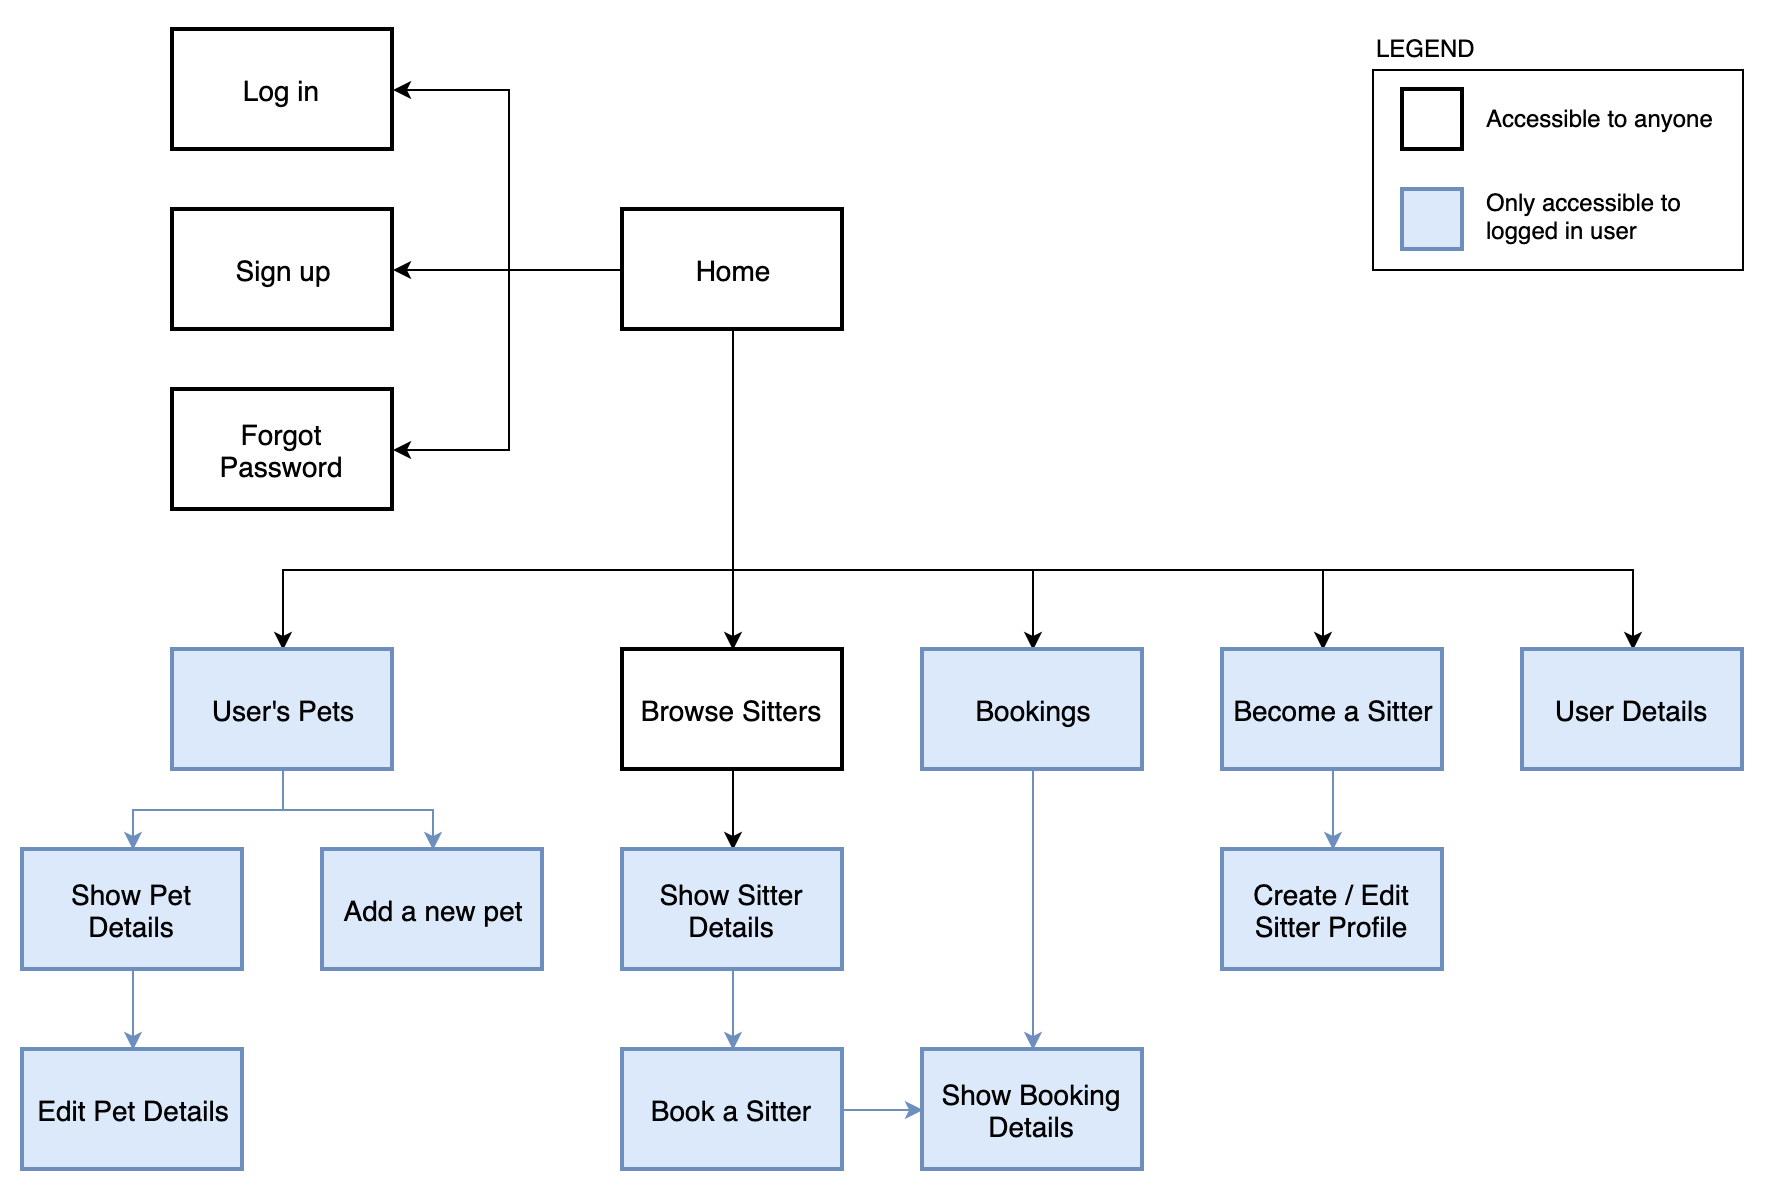 LEGEND
Accessible to anyone
Only accessible to
logged in user
Log in
Sign up
Home
Forgot
Password
User's Pets
Browse Sitters
Bookings
Become a Sitter
User Details
Show Pet
Details
Add a new pet
Show Sitter
Details
Create / Edit
Sitter Profile
Edit Pet Details
Book a Sitter
Show Booking
Details